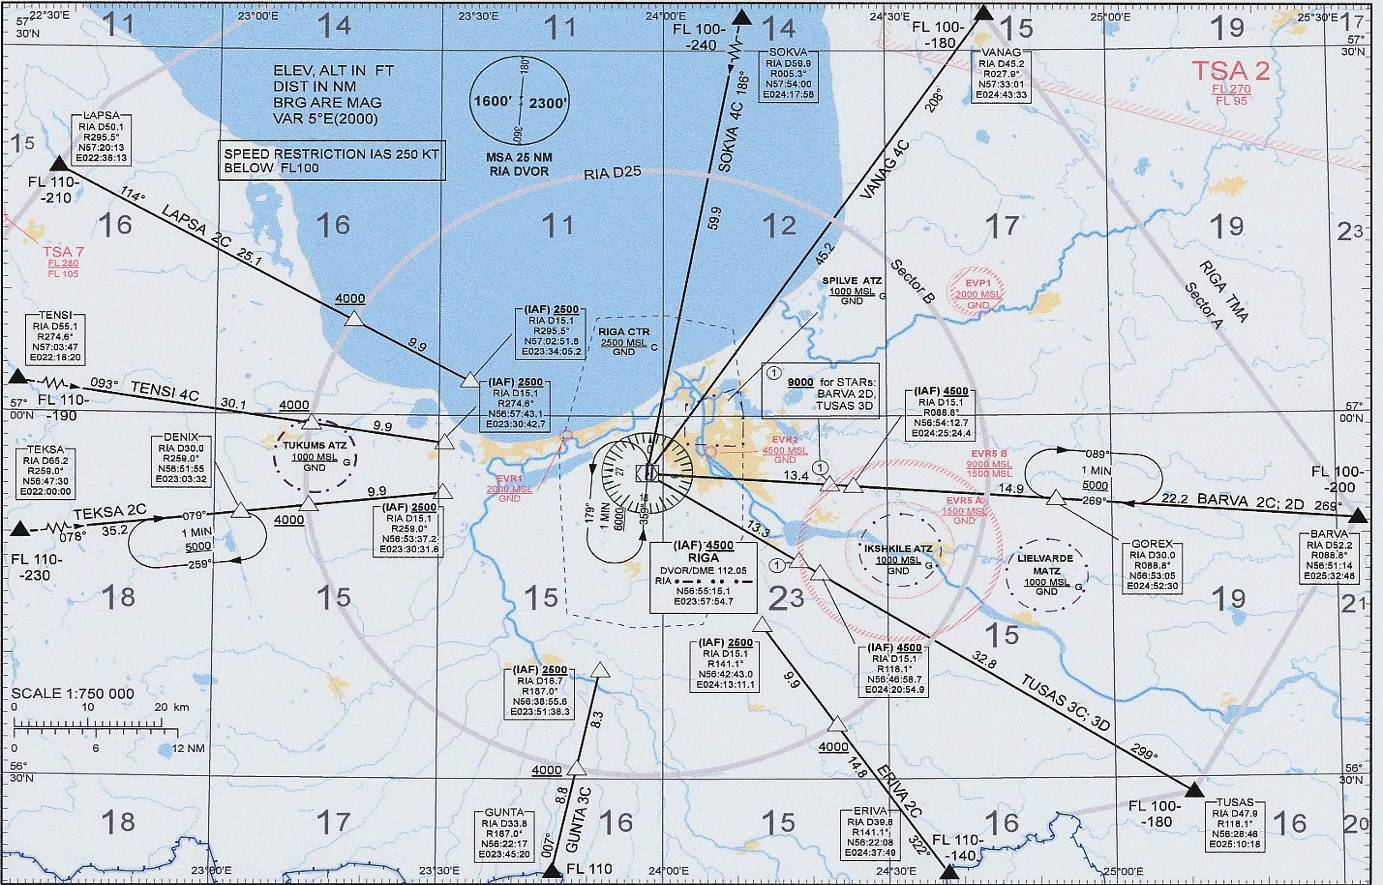 57°
30'N
22°30'E
23°00'E
23°30'E
24°00'E
24°30'E
25°00'E
25°30'E
57°
30'N
11
14
11
14
15
19
17
FL 100-
-240
SOKVA
RIA D59.9
R005.3°
N57:54:00
E024:17:58
FL 100-
-180
VANAG
RIA D45.2
R027.9°
N57:33:01
E024:43:33
TSA 2
FL 270
FL 95
ELEV, ALT IN FT
DIST IN NM
BRG ARE MAG
VAR 5°E(2000)
SPEED RESTRICTION IAS 250 KT
BELOW FL100
180°
1600' 2300'
360°
MSA 25 NM
RIA DVOR
RIA D25
LAPSA
RIA D50.1
R295.5°
N57:20:13
E022:38:13
15
FL 110-
-210
114°
LAPSA 2C 25.1
4000
9.9
16
16
11
12
17
19
23
TSA 7
FL 280
FL 105
SOKVA 4C 186°
59.9
VANAG 4C
208°
45.2
Sector B
RIGA TMA
Sector A
SPILVE ATZ
1000 MSL
GND
G
EVP1
2000 MSL
GND
(IAF) 2500
RIA D15.1
R295.5°
N57:02:51.8
E023:34:05.2
RIGA CTR
2500 MSL
GND
C
TENSI
RIA D55.1
R274.6°
N57:03:47
E022:18:20
FL 110-
-190
093°
TENSI 4C
30.1
4000
9.9
57°
00'N
(IAF) 2500
RIA D15.1
R274.6°
N56:57:43.1
E023:30:42.7
1
9000 for STARs:
BARVA 2D,
TUSAS 3D
(IAF) 4500
RIA D15.1
R088.8°
N56:54:12.7
E024:25:24.4
57°
00'N
TUKUMS ATZ
1000 MSL
GND
G
TEKSA
RIA D65.2
R259.0°
N56:47:30
E022:00:00
DENIX
RIA D30.0
R259.0°
N56:51:55
E023:03:32
EVR1
2000 MSL
GND
EVR2
4500 MSL
GND
EVR5 B
9000 MSL
1500 MSL
EVR5 A
1500 MSL
GND
13.4
1
14.9
089°
1 MIN
5000
269°
22.2
BARVA 2C; 2D
269°
FL 100-
-200
TEKSA 2C
078°
35.2
079°
1 MIN
5000
259°
4000
9.9
FL 110-
-230
(IAF) 2500
RIA D15.1
R259.0°
N56:53:37.2
E023:30:31.6
179°
1 MIN
6000
359°
27
18
(IAF) 4500
RIGA
DVOR/DME 112.05
RIA
N56:55:15.1
E023:57:54.7
13.3
1
IKSHKILE ATZ
1000 MSL
GND
G
LIELVARDE
MATZ
1000 MSL
GND
G
GOREX
RIA D30.0
R088.8°
N56:53:05
E024:52:30
BARVA
RIA D52.2
R088.8°
N56:51:14
E025:32:48
18
15
15
23
15
19
21
(IAF) 2500
RIA D15.1
R141.1°
N56:42:43.0
E024:13:11.1
(IAF) 4500
RIA D15.1
R118.1°
N56:46:58.7
E024:20:54.9
(IAF) 2500
RIA D16.7
R187.0°
N56:38:55.6
E023:51:38.3
SCALE 1:750 000
10 0 10 20 km
0 6 12 NM
9.9
4000
14.8
ERIVA 2C
322°
32.8
TUSAS 3C; 3D
299°
8.3
4000
8.8
GUNTA 3C
007°
56°
30'N
56°
30'N
GUNTA
RIA D33.8
R187.0°
N56:22:17
E023:45:20
FL 110
ERIVA
RIA D39.8
R141.1°
N56:22:08
E024:37:49
FL 110-
-140
FL 100-
-180
TUSAS
RIA D47.9
R118.1°
N56:28:46
E025:10:18
18
17
16
15
16
16
20
23°00'E
23°30'E
24°00'E
24°30'E
25°00'E